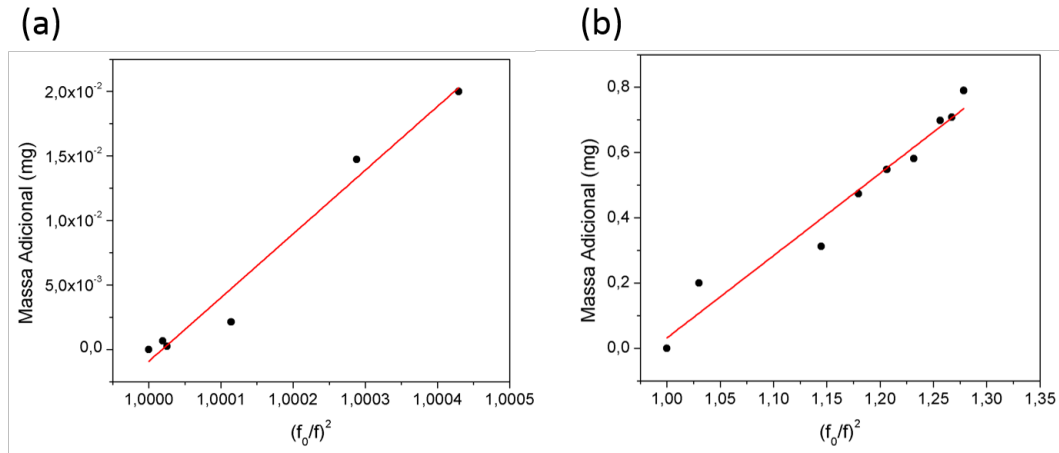 (a)
Massa Adicional (mg)
2,0x10⁻²
1,5x10⁻²
1,0x10⁻²
5,0x10⁻³
0,0
1,0000 1,0001 1,0002 1,0003 1,0004 1,0005
(f₀/f)²
(b)
Massa Adicional (mg)
0,8
0,6
0,4
0,2
0,0
1,00 1,05 1,10 1,15 1,20 1,25 1,30 1,35
(f₀/f)²